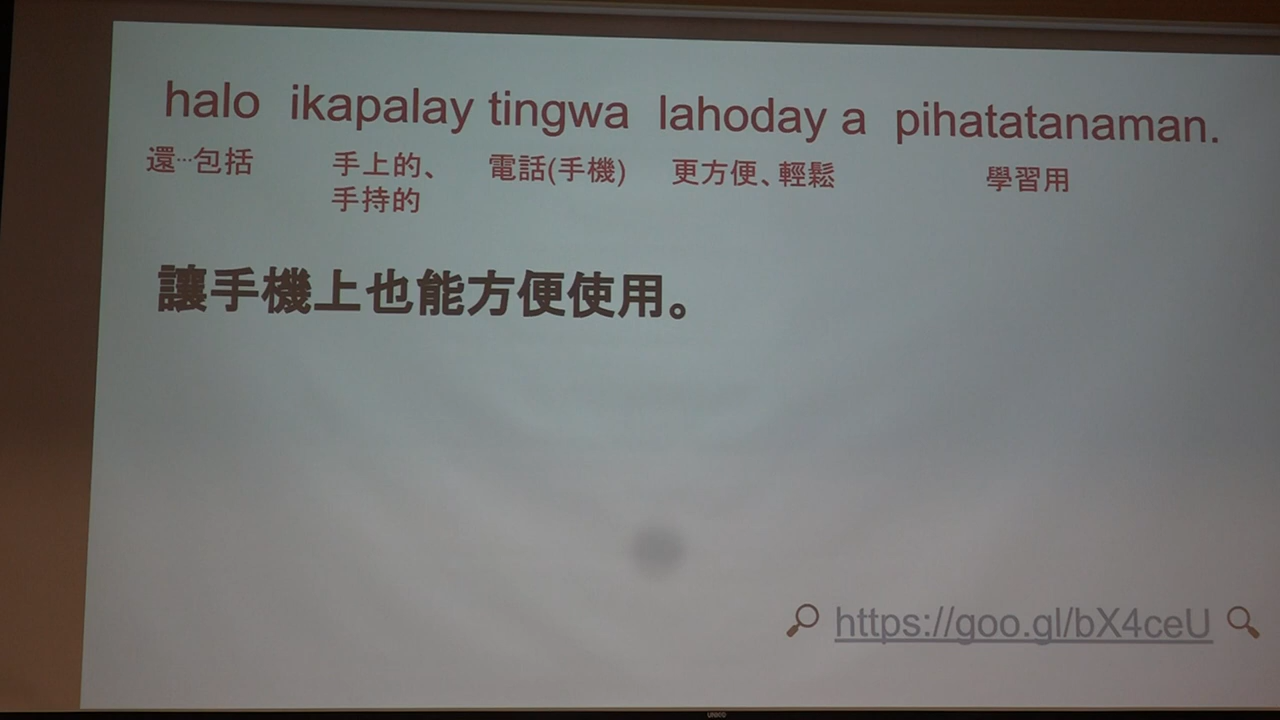 halo ikapalay tingwa lahoday a pihatatanaman.
還…包括 手上的、 電話(手機) 更方便、輕鬆 學習用
手持的
讓手機上也能方便使用。
https://goo.gl/bX4ceU